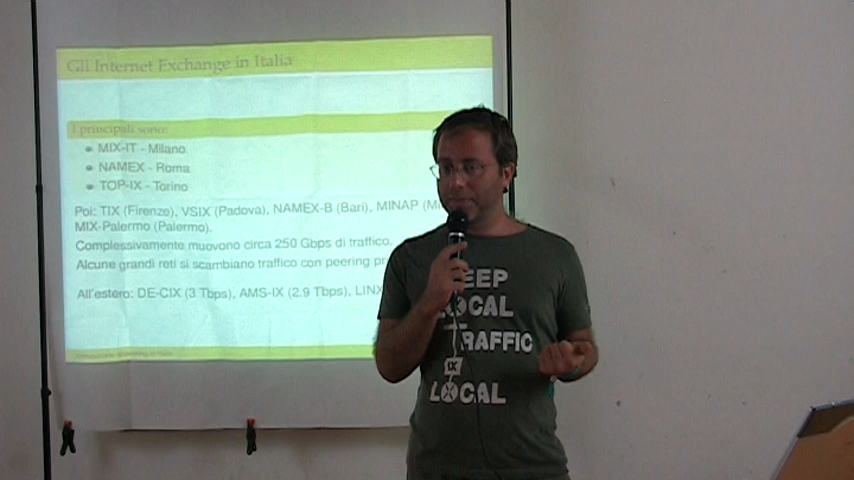 Gli Internet Exchange in Italia
I principali sono:
MIX-IT - Milano
NAMEX - Roma
TOP-IX - Torino
Poi: TIX (Firenze), VSIX (Padova), NAMEX-B (Bari), MINAP
MIX-Palermo (Palermo).
Complessivamente muovono circa 250 Gbps di traffico.
Alcune grandi reti si scambiano traffico con peering
All'estero: DE-CIX (3 Tbps), AMS-IX (2.9 Tbps), LINX
KEEP
LOCAL
TRAFFIC
IX
LOCAL